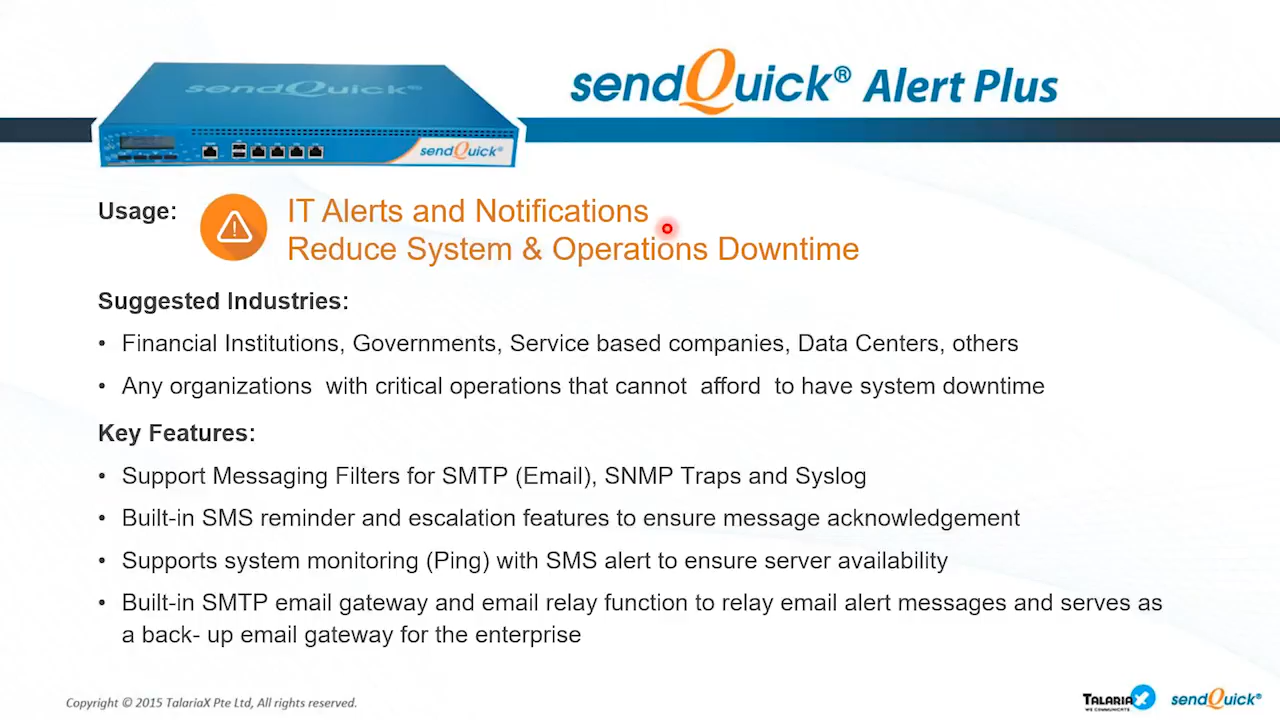 sendQuick®
sendQuick® Alert Plus
sendQuick®
Usage:
IT Alerts and Notifications
Reduce System & Operations Downtime
Suggested Industries:
• Financial Institutions, Governments, Service based companies, Data Centers, others
• Any organizations with critical operations that cannot afford to have system downtime
Key Features:
• Support Messaging Filters for SMTP (Email), SNMP Traps and Syslog
• Built-in SMS reminder and escalation features to ensure message acknowledgement
• Supports system monitoring (Ping) with SMS alert to ensure server availability
• Built-in SMTP email gateway and email relay function to relay email alert messages and serves as
a back- up email gateway for the enterprise
Copyright © 2015 TalariaX Pte Ltd, All rights reserved.
TALARIAX
WE COMMUNICATE
sendQuick®